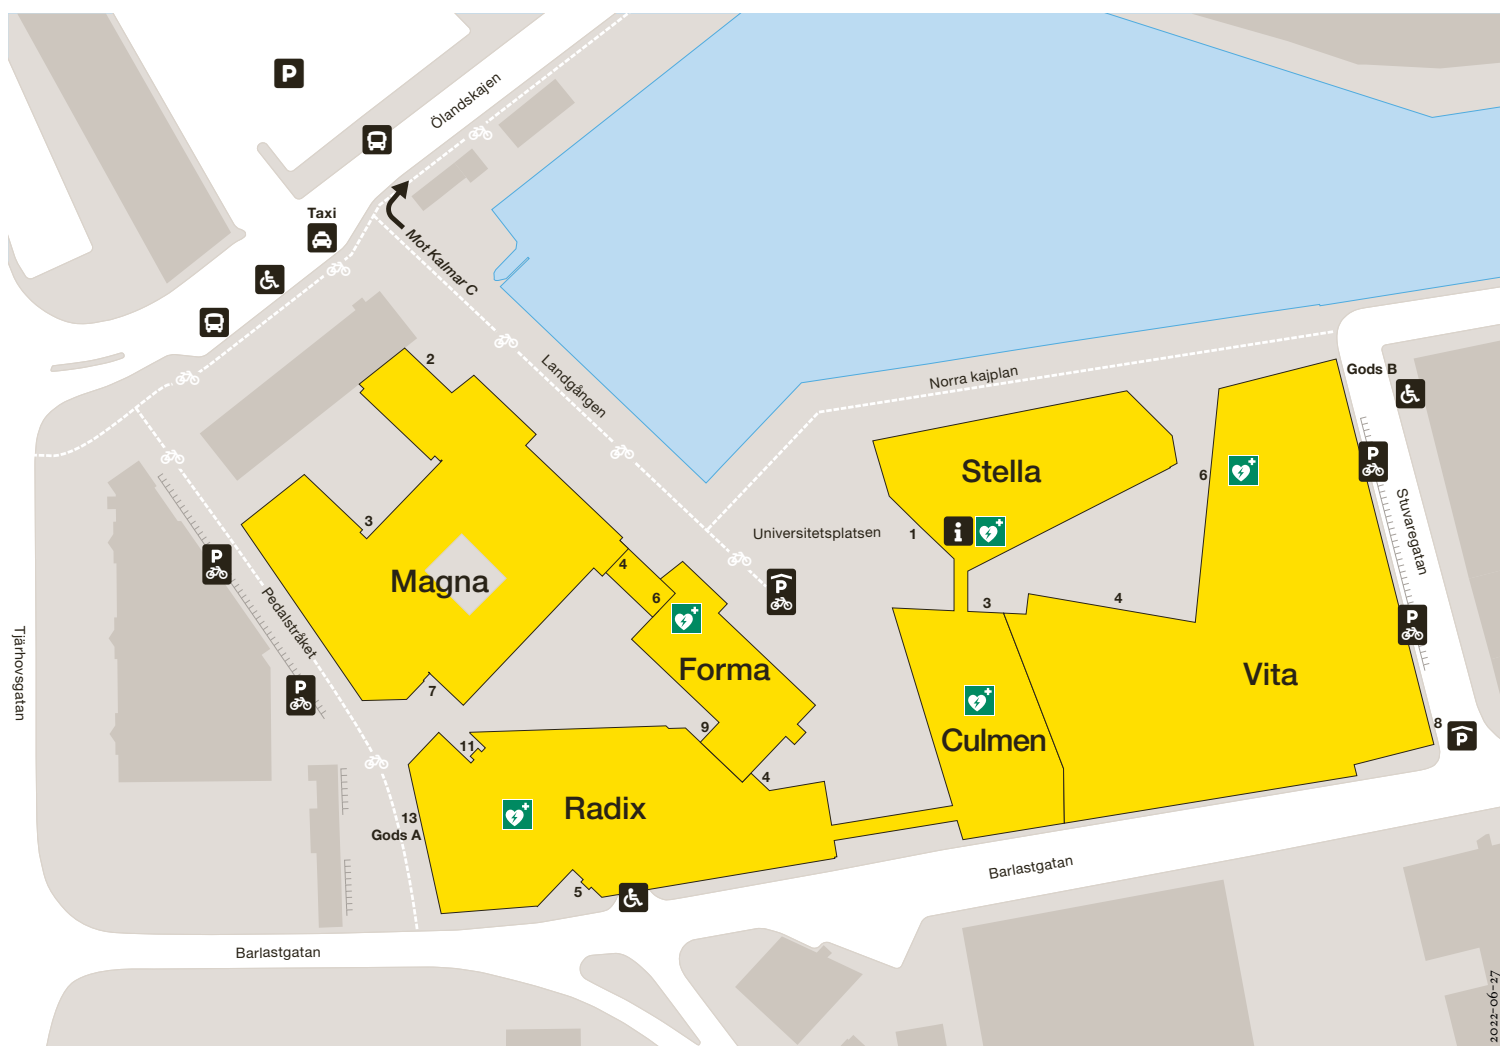 P
Ölandskajen
Taxi
Mot Kalmar C
2
Landgången
Norra kajplan
Gods B
3
Magna
4
6
Forma
Universitetsplatsen
P
Stella
1
i
6
P
Stuvaregatan
3
4
P
Vita
Culmen
8
P
P
Pedalstråket
P
Tjärhovsgatan
7
11
9
4
Radix
13
Gods A
5
Barlastgatan
Barlastgatan
2022-06-27